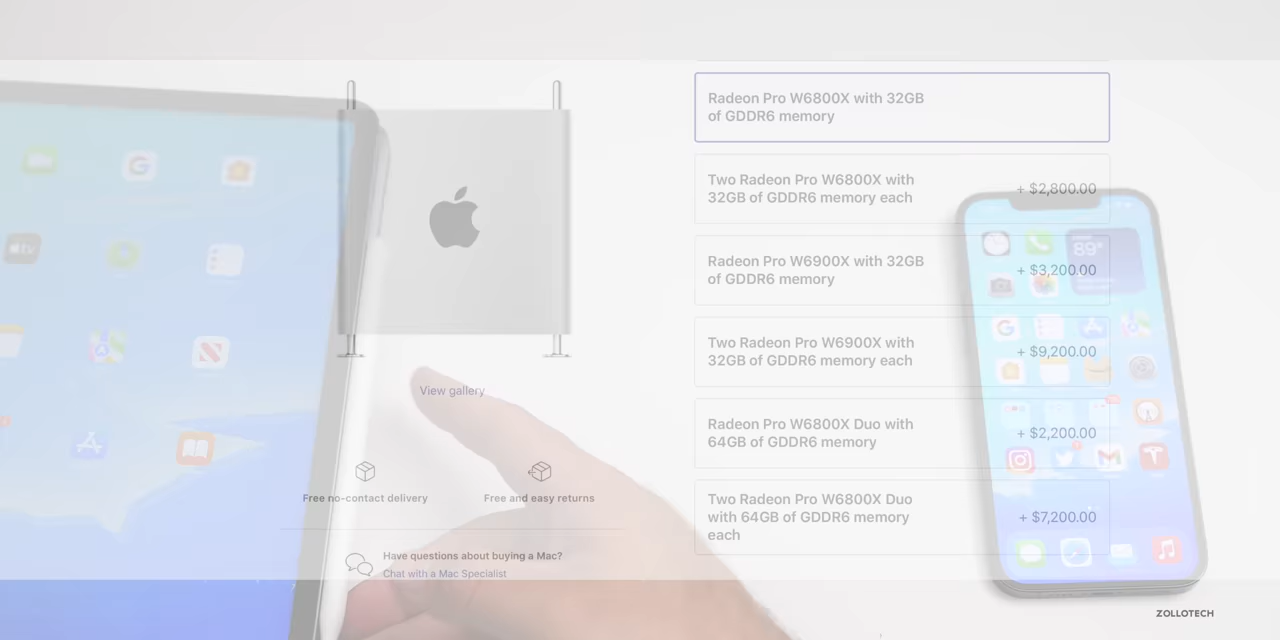 Radeon Pro W6800X with 32GB
of GDDR6 memory
Two Radeon Pro W6800X with
32GB of GDDR6 memory each
+ $2,800.00
Radeon Pro W6900X with 32GB
of GDDR6 memory
+ $3,200.00
Two Radeon Pro W6900X with
32GB of GDDR6 memory each
+ $9,200.00
Radeon Pro W6800X Duo with
64GB of GDDR6 memory
+ $2,200.00
Two Radeon Pro W6800X Duo
with 64GB of GDDR6 memory
each
+ $7,200.00
View gallery
Free no-contact delivery
Free and easy returns
Have questions about buying a Mac?
Chat with a Mac Specialist
89°
tv
ZOLLOTECH